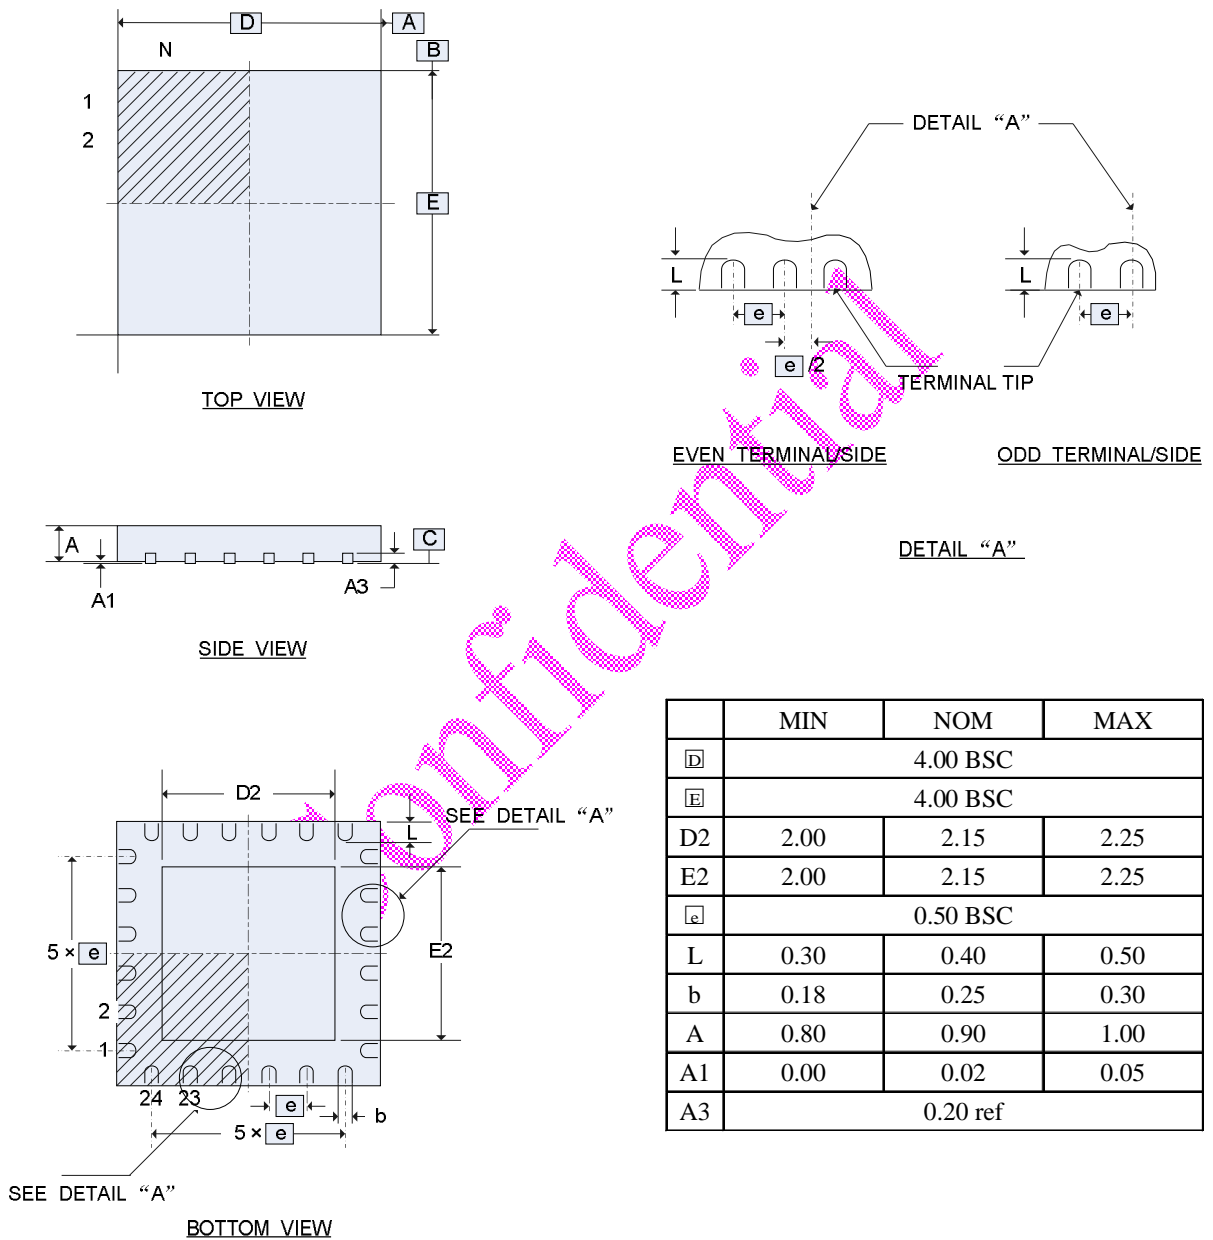 D
A
N
B
1
2
E
TOP VIEW
DETAIL “A”
L
e
e /2
L
e
TERMINAL TIP
EVEN TERMINAL/SIDE
ODD TERMINAL/SIDE
DETAIL “A”
A
C
A1
A3
SIDE VIEW
Confidential
D2
SEE DETAIL “A”
L
5 × e
E2
2
1
24
23
e
b
5 × e
SEE DETAIL “A”
BOTTOM VIEW
MIN NOM MAX
D 4.00 BSC
E 4.00 BSC
D2 2.00 2.15 2.25
E2 2.00 2.15 2.25
e 0.50 BSC
L 0.30 0.40 0.50
b 0.18 0.25 0.30
A 0.80 0.90 1.00
A1 0.00 0.02 0.05
A3 0.20 ref